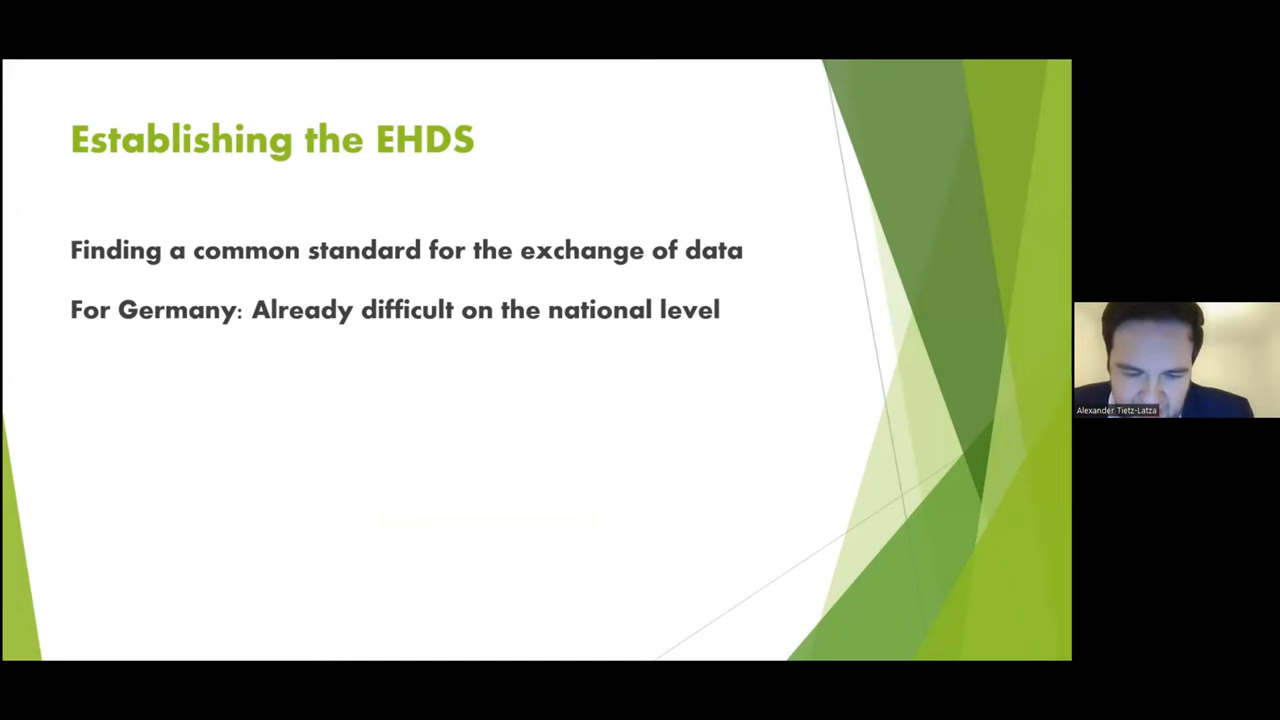 Establishing the EHDS
Finding a common standard for the exchange of data
For Germany: Already difficult on the national level
Alexander Tietz-Latza